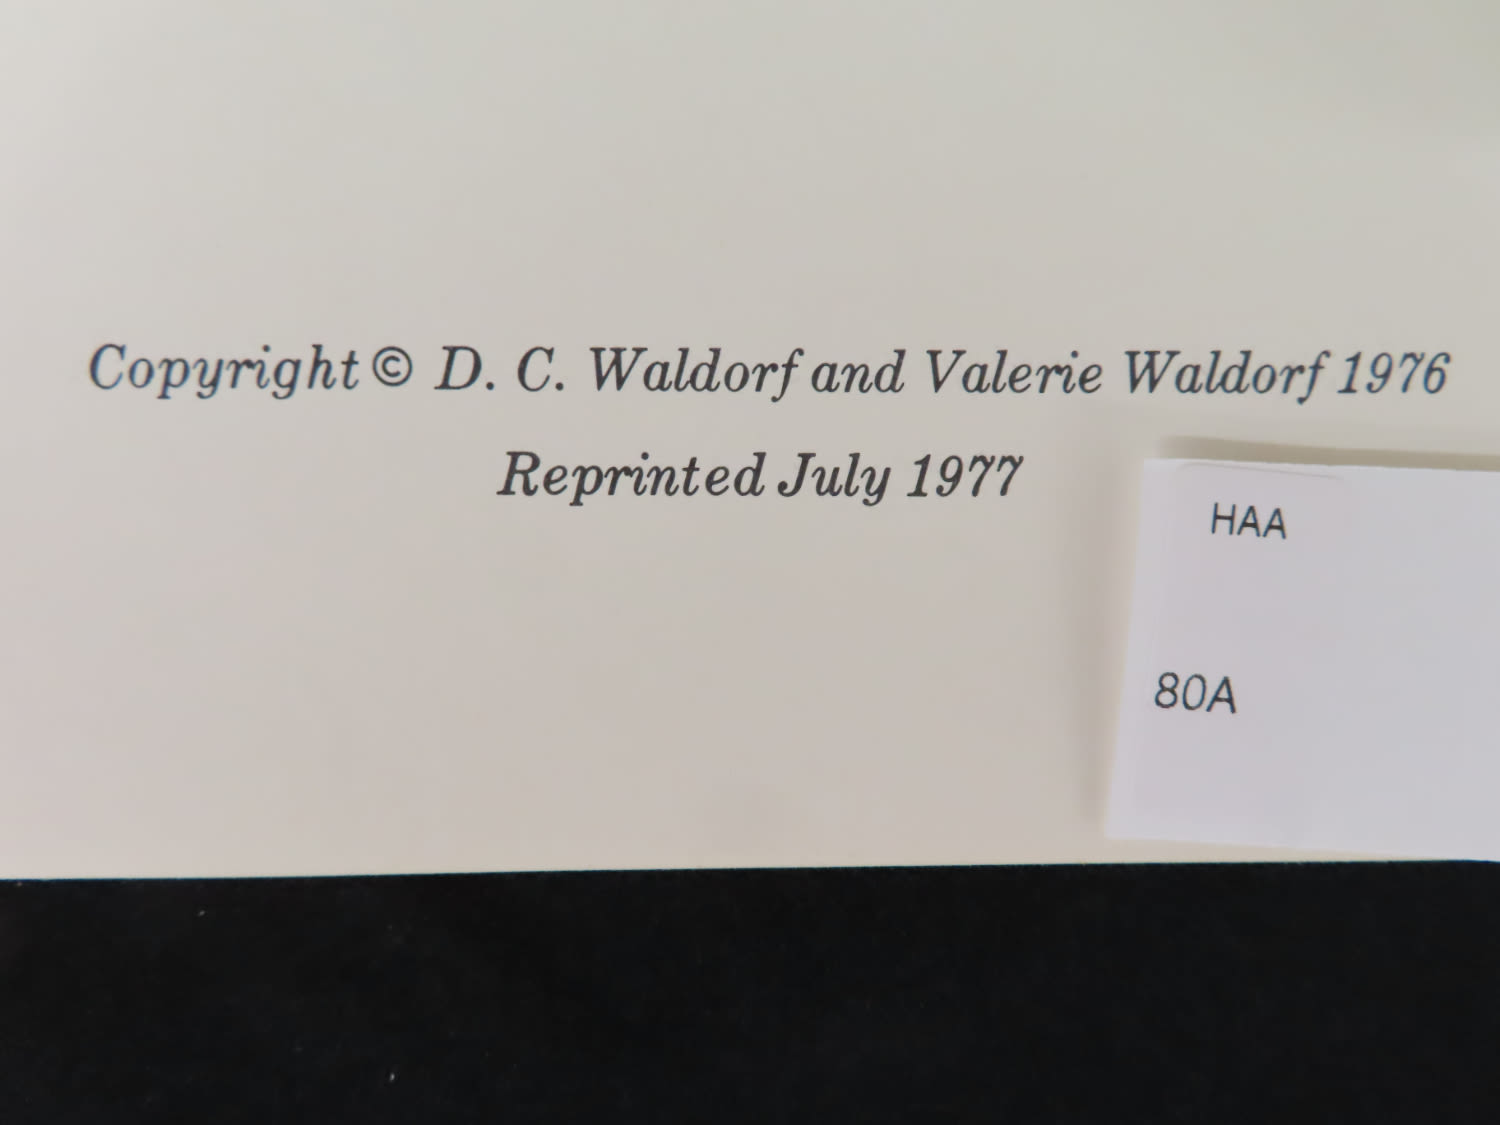 Copyright © D. C. Waldorf and Valerie Waldorf 1976
Reprinted July 1977
HAA
80A